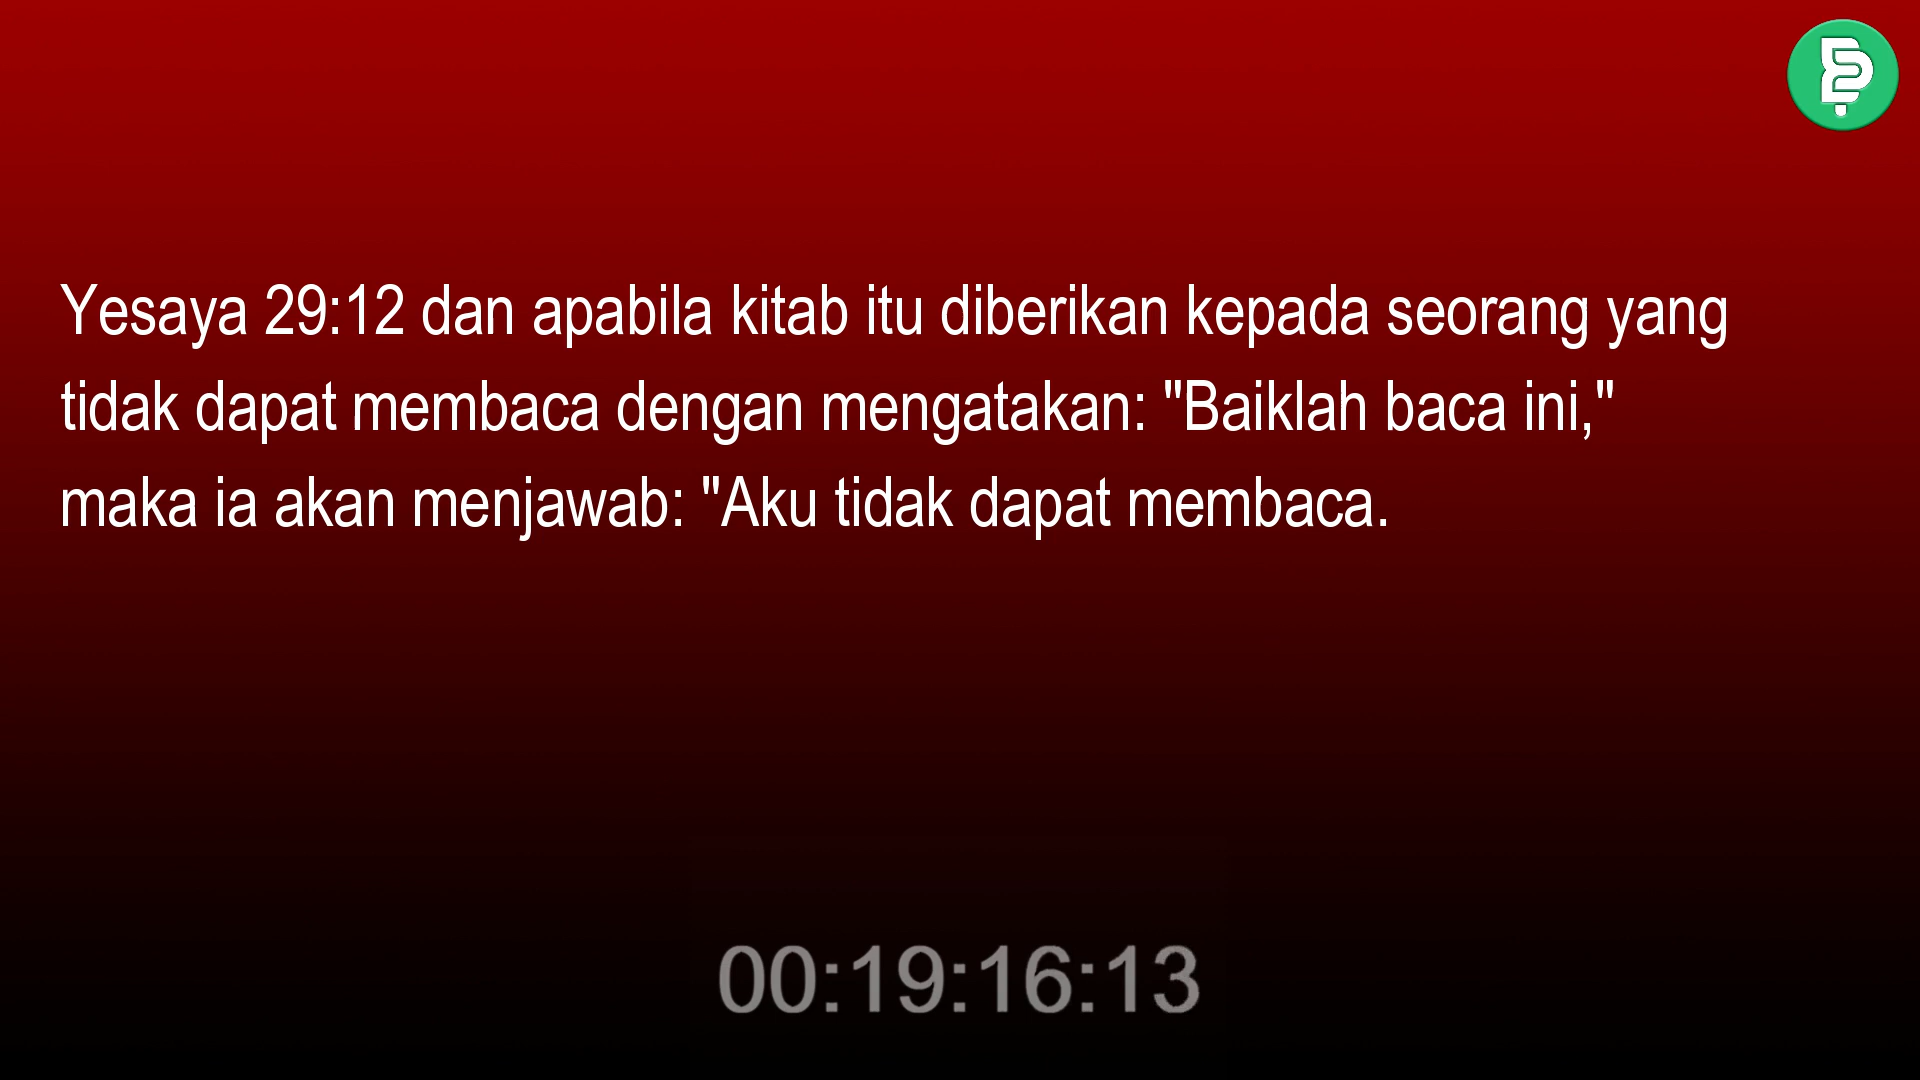 Yesaya 29:12 dan apabila kitab itu diberikan kepada seorang yang
tidak dapat membaca dengan mengatakan: "Baiklah baca ini,"
maka ia akan menjawab: "Aku tidak dapat membaca.
00:19:16:13